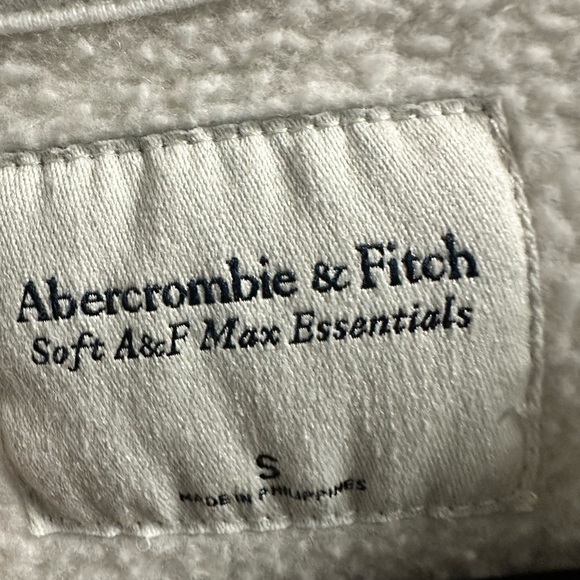 Abercrombie & Fitch
Soft A&F Max Essentials
S
MADE IN PHILIPPINES